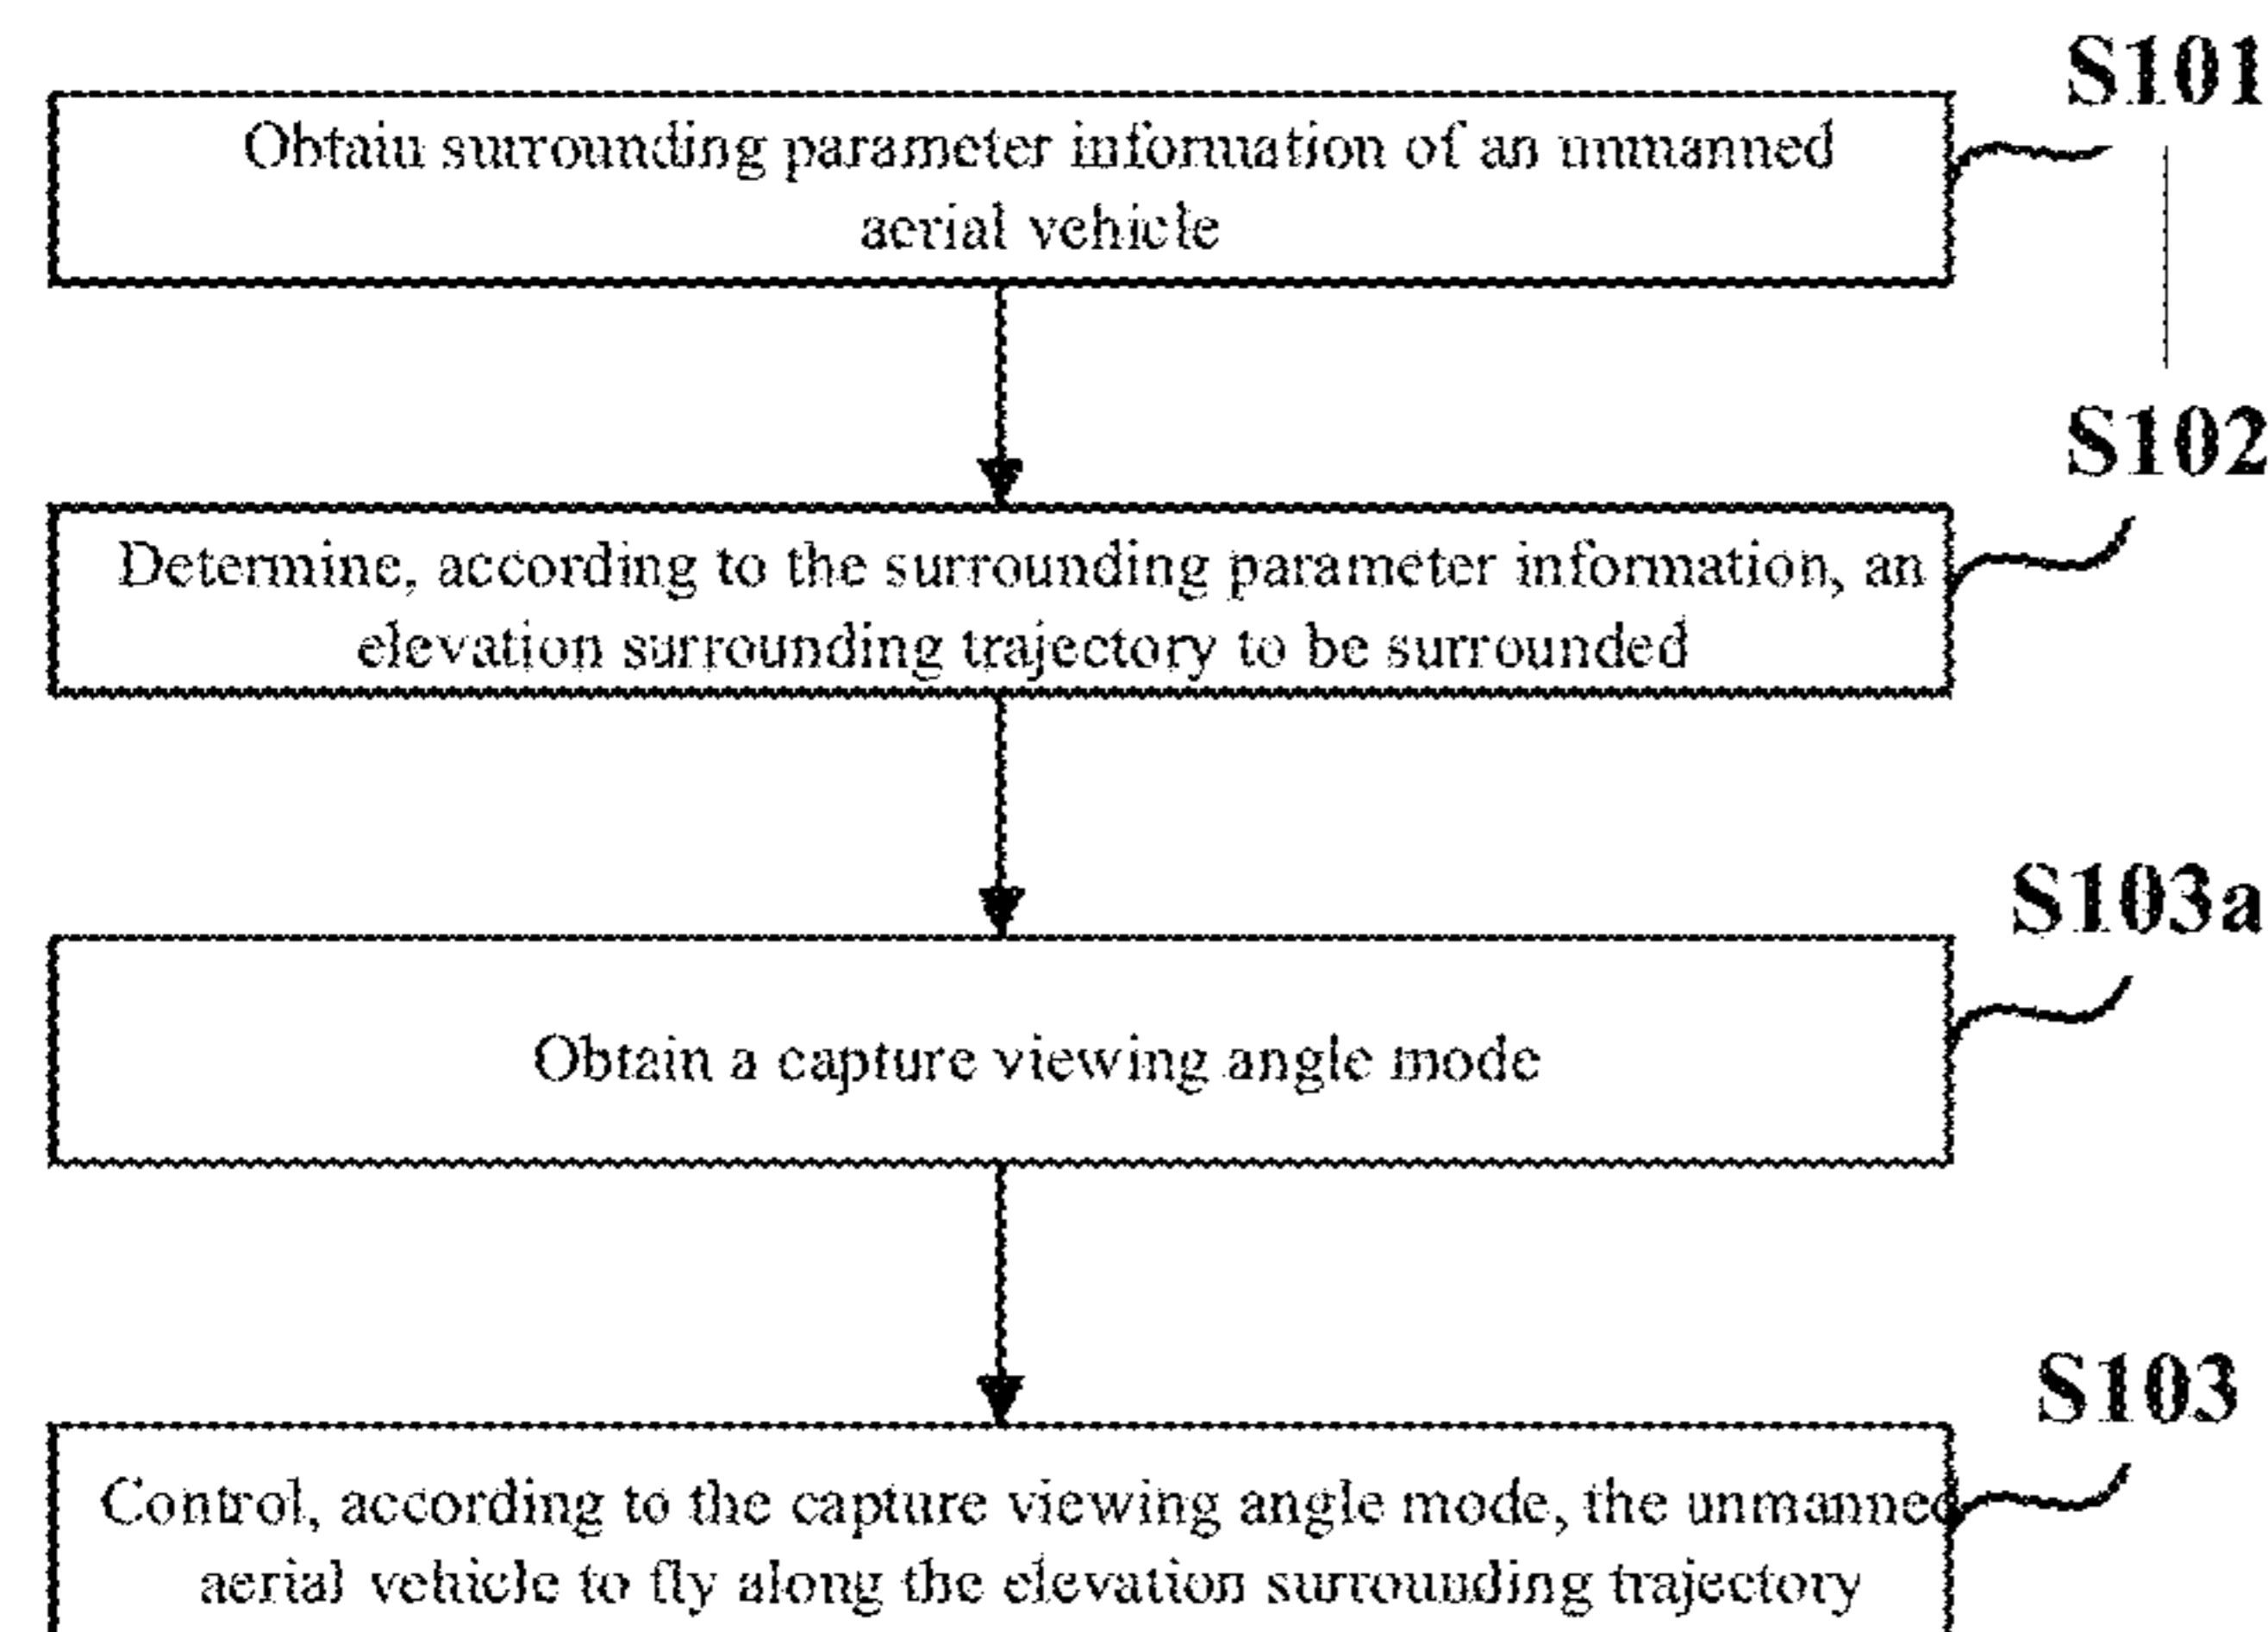 S101
Obtain surrounding parameter information of an unmanned
aerial vehicle
S102
Determine, according to the surrounding parameter information, an
elevation surrounding trajectory to be surrounded
S103a
Obtain a capture viewing angle mode
S103
Control, according to the capture viewing angle mode, the unmanned
aerial vehicle to fly along the elevation surrounding trajectory